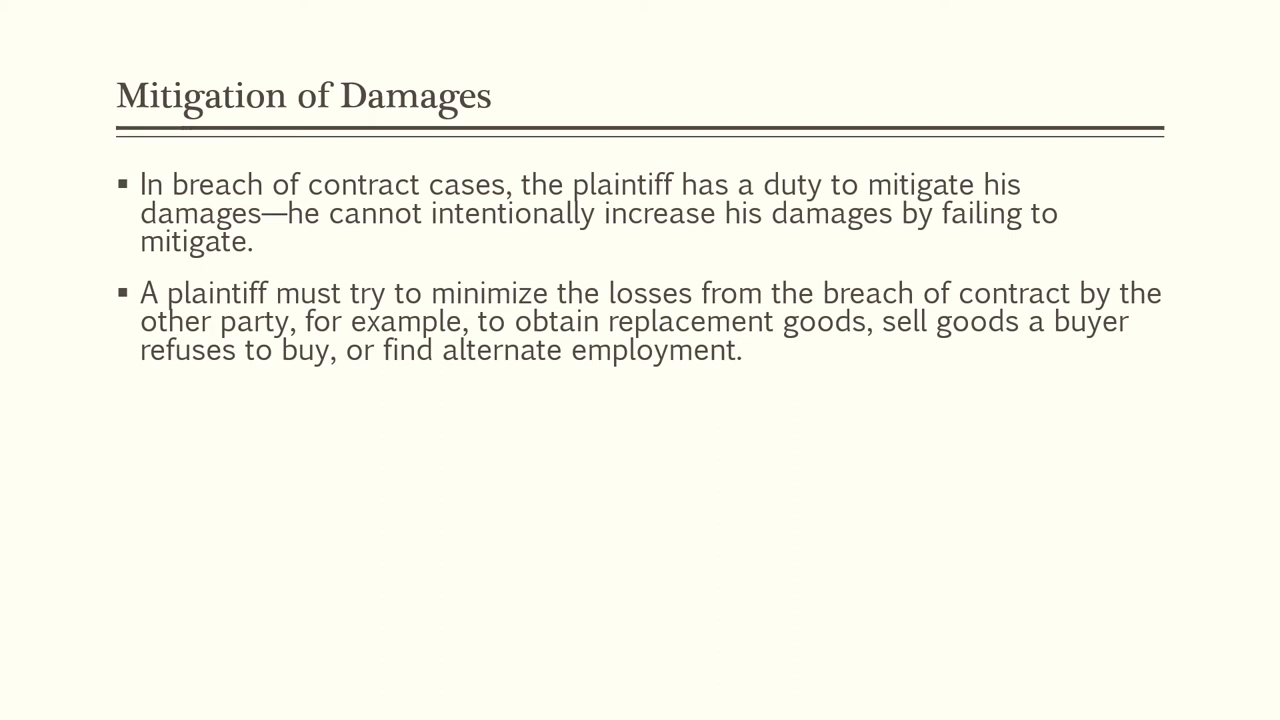 Mitigation of Damages
▪ In breach of contract cases, the plaintiff has a duty to mitigate his
damages—he cannot intentionally increase his damages by failing to
mitigate.
▪ A plaintiff must try to minimize the losses from the breach of contract by the
other party, for example, to obtain replacement goods, sell goods a buyer
refuses to buy, or find alternate employment.